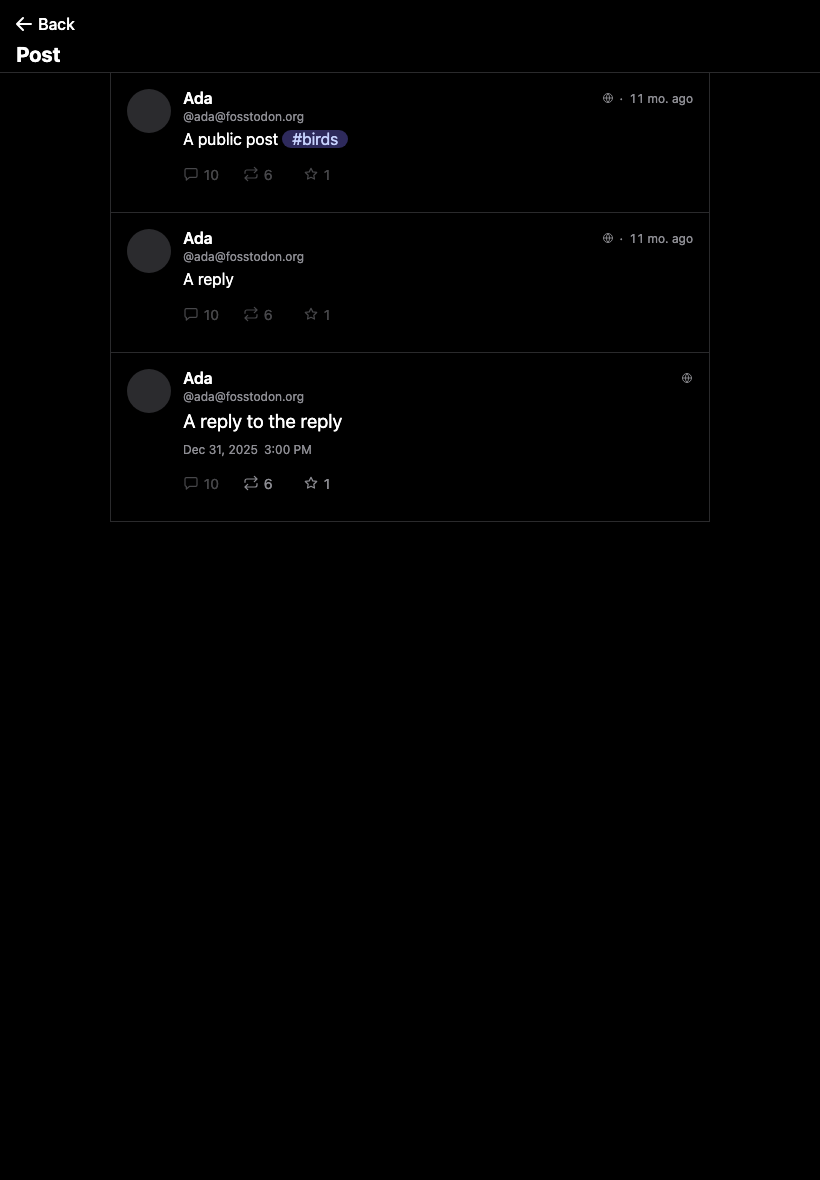 Back
Post
Ada
11 mo. ago
@ada@fosstodon.org
A public post #birds
10 6 1
Ada
11 mo. ago
@ada@fosstodon.org
A reply
10 6 1
Ada
@ada@fosstodon.org
A reply to the reply
Dec 31, 2025 3:00 PM
10 6 1